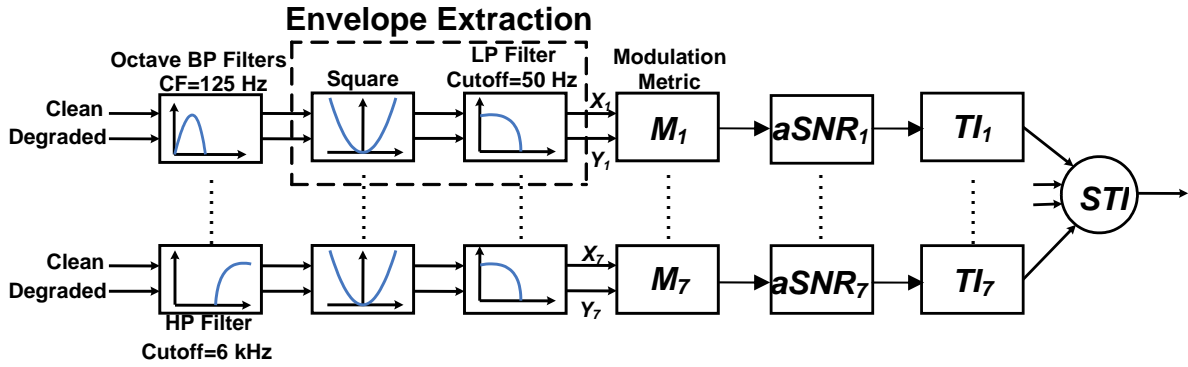 Envelope Extraction
Octave BP Filters
CF=125 Hz
Square
LP Filter
Cutoff=50 Hz
Modulation
Metric
Clean
Degraded
X1
Y1
M1
aSNR1
TI1
STI
Clean
Degraded
X7
Y7
M7
aSNR7
TI7
HP Filter
Cutoff=6 kHz